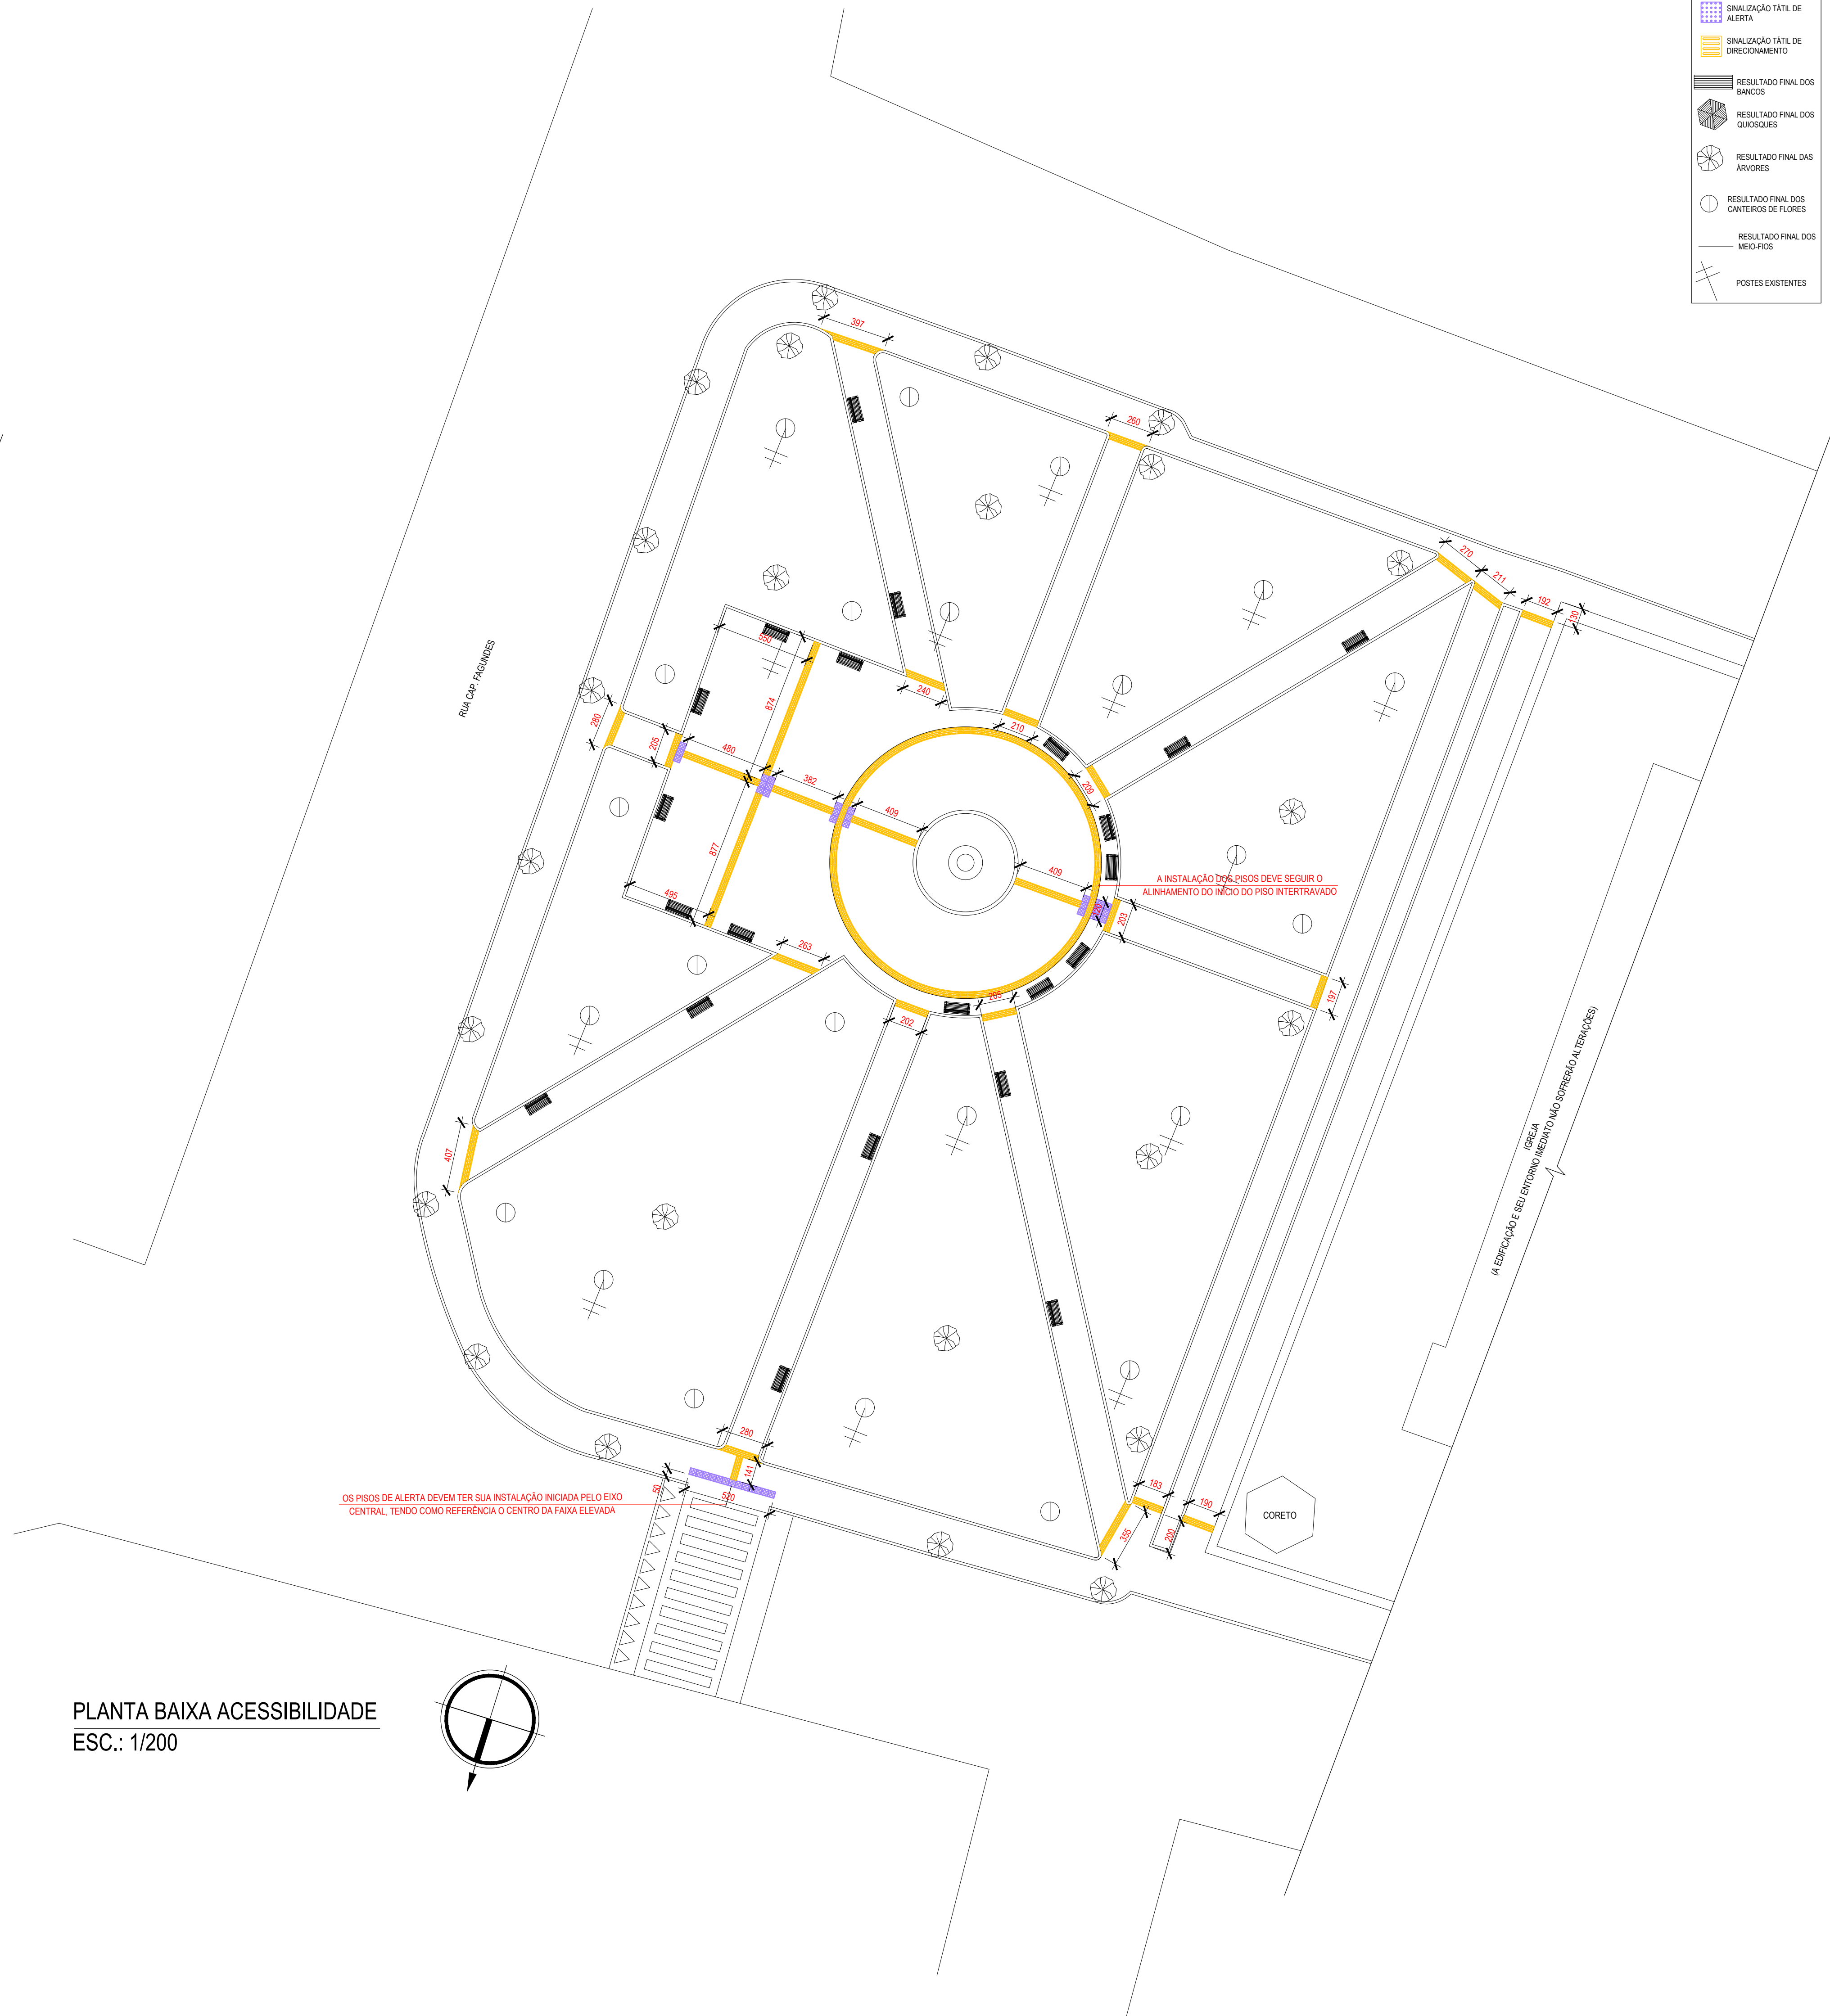 SINALIZAÇÃO TÁTIL DE
ALERTA
SINALIZAÇÃO TÁTIL DE
DIRECIONAMENTO
RESULTADO FINAL DOS
BANCOS
RESULTADO FINAL DOS
QUIOSQUES
RESULTADO FINAL DAS
ÁRVORES
RESULTADO FINAL DOS
CANTEIROS DE FLORES
RESULTADO FINAL DOS
MEIO-FIOS
POSTES EXISTENTES
397
260
270
211
192
130
RUA CAP. FAGUNDES
550
240
874
280
205
480
210
382
209
409
877
409
A INSTALAÇÃO DOS PISOS DEVE SEGUIR O
ALINHAMENTO DO INÍCIO DO PISO INTERTRAVADO
495
120
203
263
205
197
202
407
IGREJA
(A EDIFICAÇÃO E SEU ENTORNO IMEDIATO NÃO SOFRERÃO ALTERAÇÕES)
280
141
50
520
OS PISOS DE ALERTA DEVEM TER SUA INSTALAÇÃO INICIADA PELO EIXO
CENTRAL, TENDO COMO REFERÊNCIA O CENTRO DA FAIXA ELEVADA
183
190
355
200
CORETO
PLANTA BAIXA ACESSIBILIDADE
ESC.: 1/200